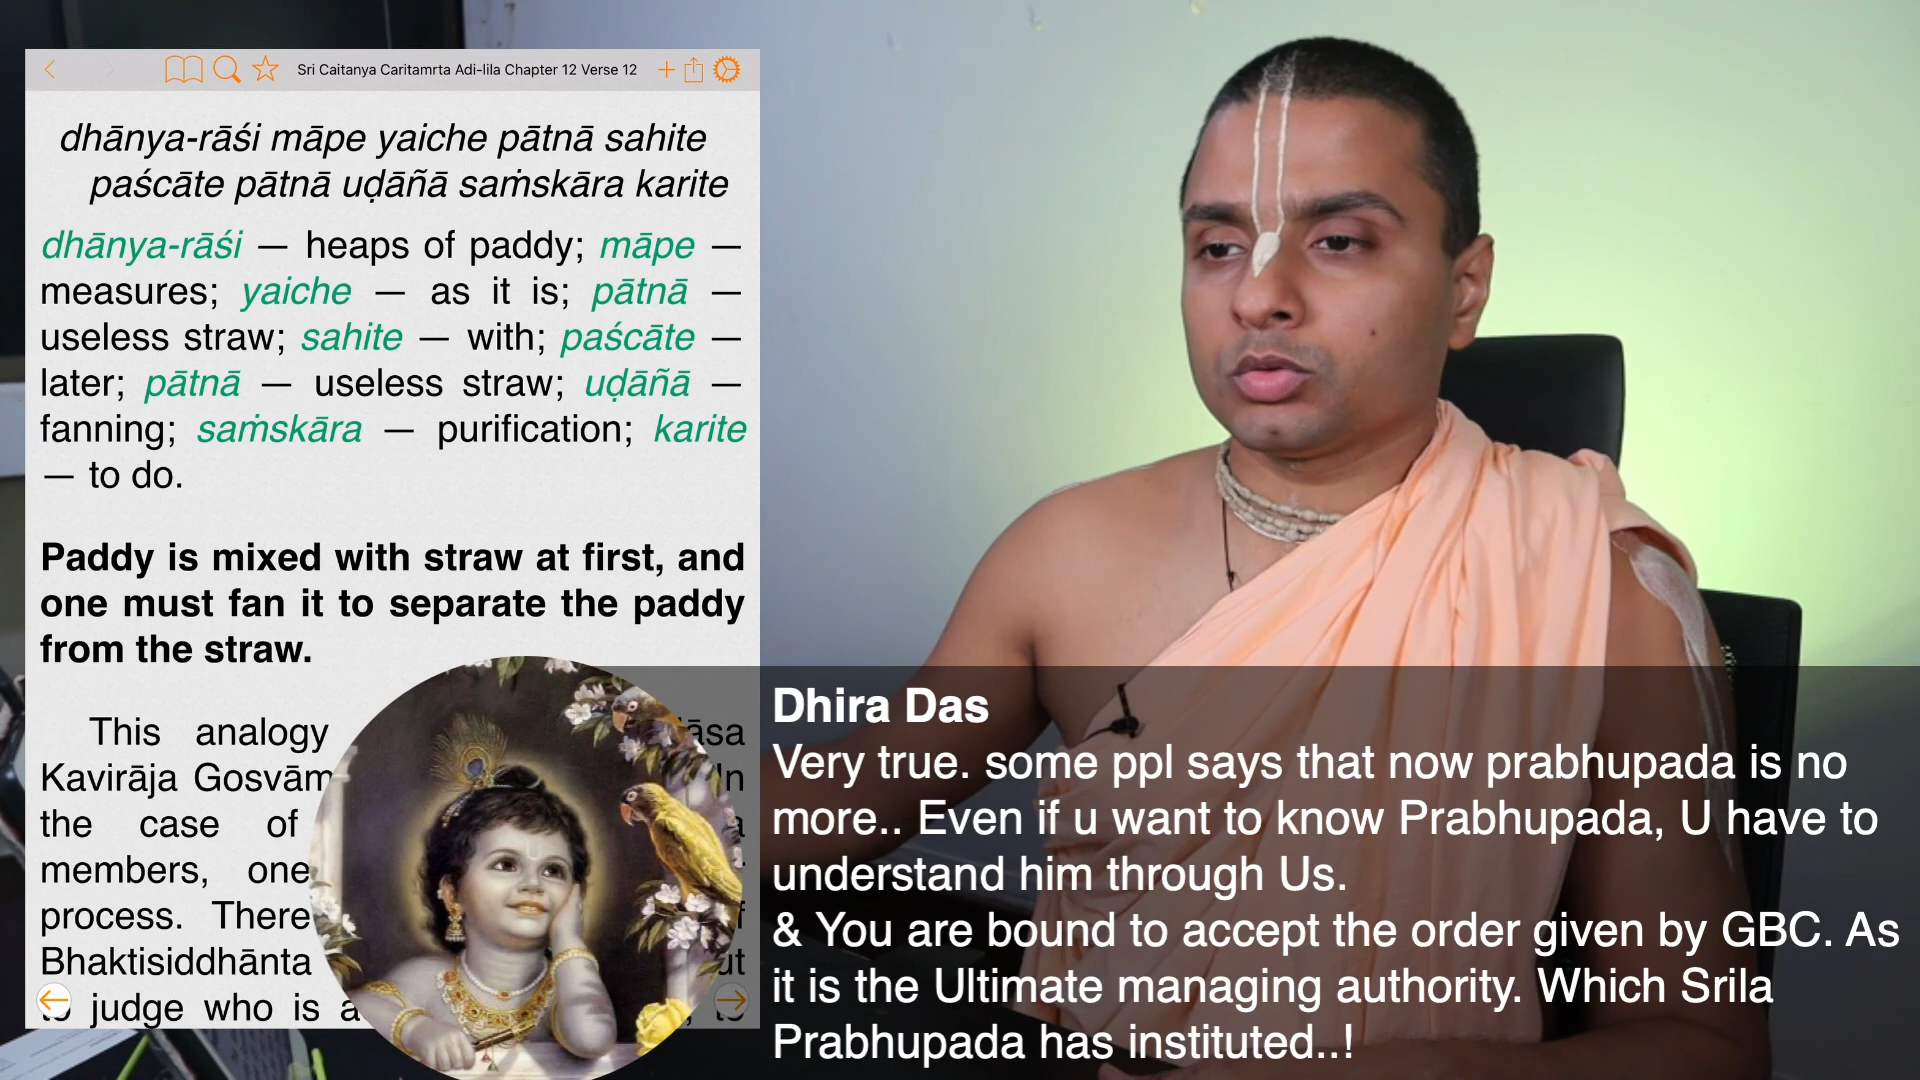 Sri Caitanya Caritamrta Adi-lila Chapter 12 Verse 12
dhānya-rāśi māpe yaiche pātnā sahite
paścāte pātnā uḍāñā saṁskāra karite
dhānya-rāśi — heaps of paddy; māpe —
measures; yaiche — as it is; pātnā —
useless straw; sahite — with; paścāte —
later; pātnā — useless straw; uḍāñā —
fanning; saṁskāra — purification; karite
— to do.
Paddy is mixed with straw at first, and
one must fan it to separate the paddy
from the straw.
This analogy
Kavirāja In
the case of
members, one
process. There
Bhaktisiddhānta
judge who is a
Dhira Das
Very true. some ppl says that now prabhupada is no
more.. Even if u want to know Prabhupada, U have to
understand him through Us.
& You are bound to accept the order given by GBC. As
it is the Ultimate managing authority. Which Srila
Prabhupada has instituted..!